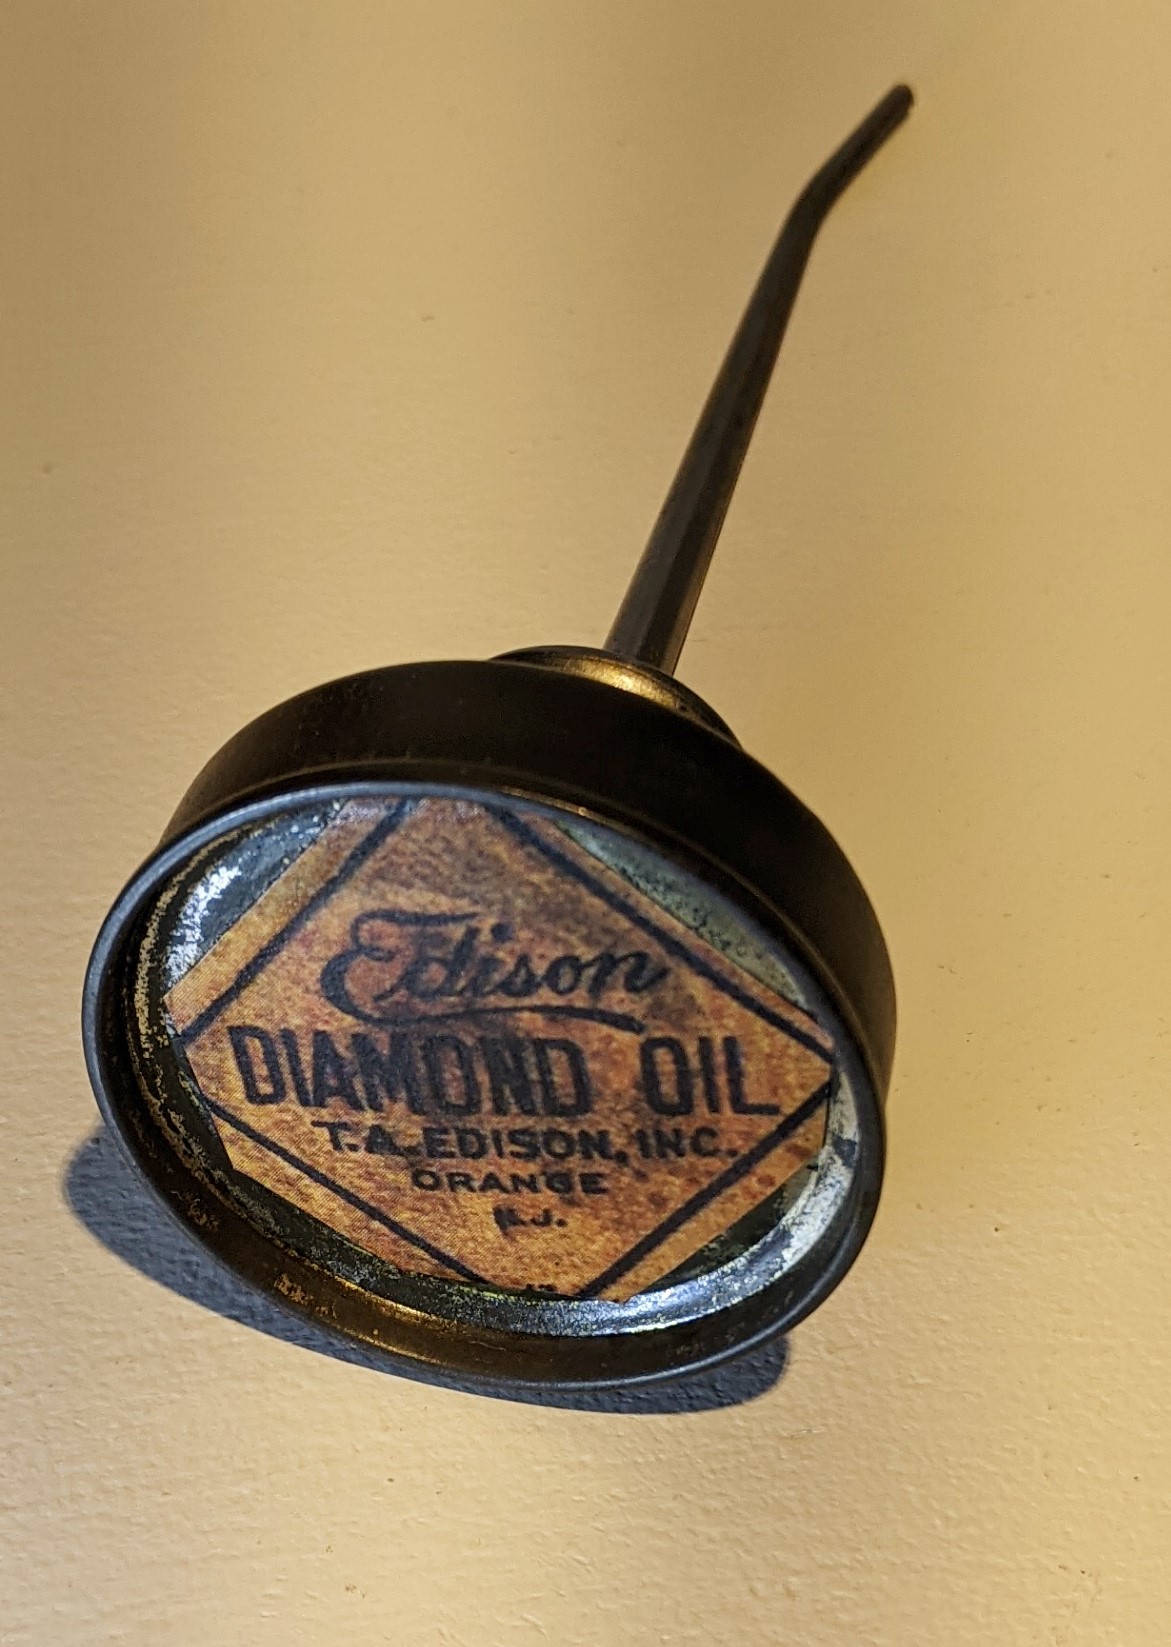 Edison
DIAMOND OIL
T.A. EDISON, INC.
ORANGE
N.J.